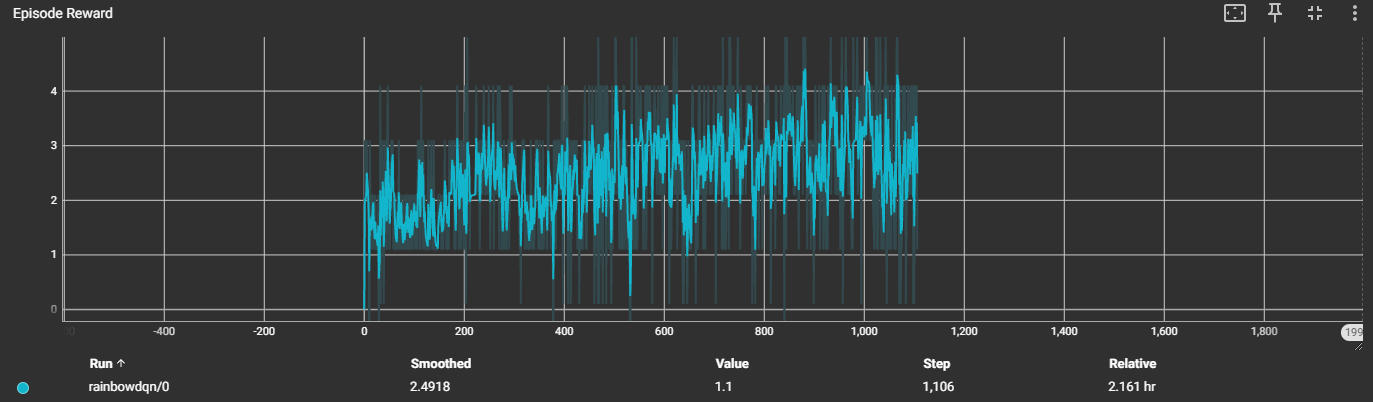 Episode Reward
4
3
2
1
0
-400 -200 0 200 400 600 800 1,000 1,200 1,400 1,600 1,800 199
Run ↑ Smoothed Value Step Relative
rainbowdqn/0 2.4918 1.1 1,106 2.161 hr